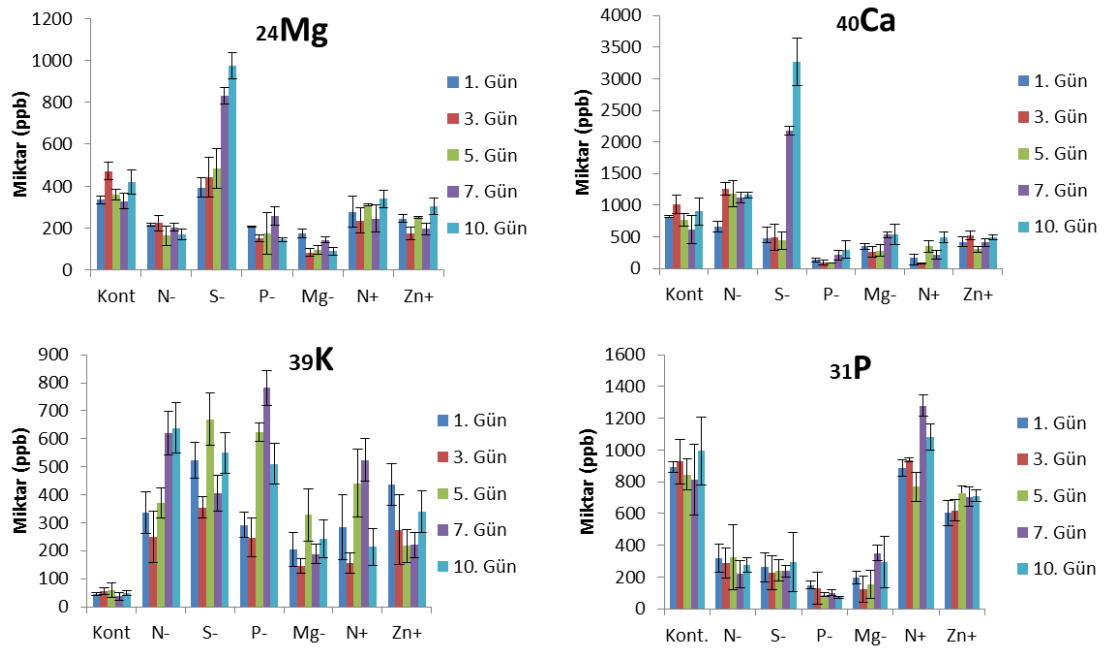 24Mg
Miktar (ppb)
1200
1000
800
600
400
200
0
Kont N- S- P- Mg- N+ Zn+
1. Gün
3. Gün
5. Gün
7. Gün
10. Gün
40Ca
Miktar (ppb)
4000
3500
3000
2500
2000
1500
1000
500
0
Kont N- S- P- Mg- N+ Zn+
1. Gün
3. Gün
5. Gün
7. Gün
10. Gün
39K
Miktar (ppb)
900
800
700
600
500
400
300
200
100
0
Kont N- S- P- Mg- N+ Zn+
1. Gün
3. Gün
5. Gün
7. Gün
10. Gün
31P
Miktar (ppb)
1600
1400
1200
1000
800
600
400
200
0
Kont. N- S- P- Mg- N+ Zn+
1. Gün
3. Gün
5. Gün
7. Gün
10. Gün